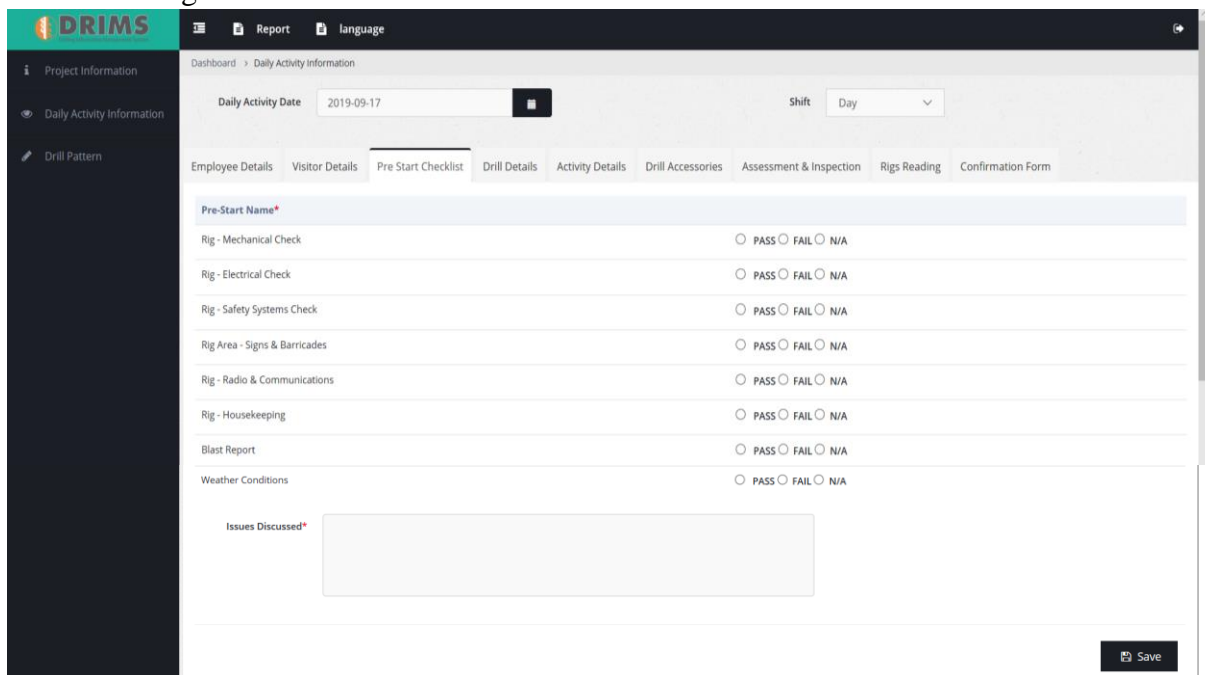 DRIMS
Report language
Project Information
Daily Activity Information
Drill Pattern
Dashboard > Daily Activity Information
Daily Activity Date 2019-09-17 Shift Day
Employee Details Visitor Details Pre Start Checklist Drill Details Activity Details Drill Accessories Assessment & Inspection Rigs Reading Confirmation Form
Pre-Start Name*
Rig - Mechanical Check PASS FAIL N/A
Rig - Electrical Check PASS FAIL N/A
Rig - Safety Systems Check PASS FAIL N/A
Rig Area - Signs & Barricades PASS FAIL N/A
Rig - Radio & Communications PASS FAIL N/A
Rig - Housekeeping PASS FAIL N/A
Blast Report PASS FAIL N/A
Weather Conditions PASS FAIL N/A
Issues Discussed*
Save